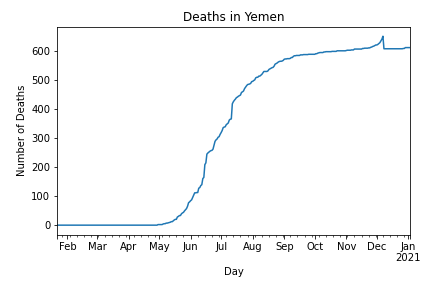 Deaths in Yemen
Number of Deaths
600
500
400
300
200
100
0
Feb Mar Apr May Jun Jul Aug Sep Oct Nov Dec Jan
2021
Day